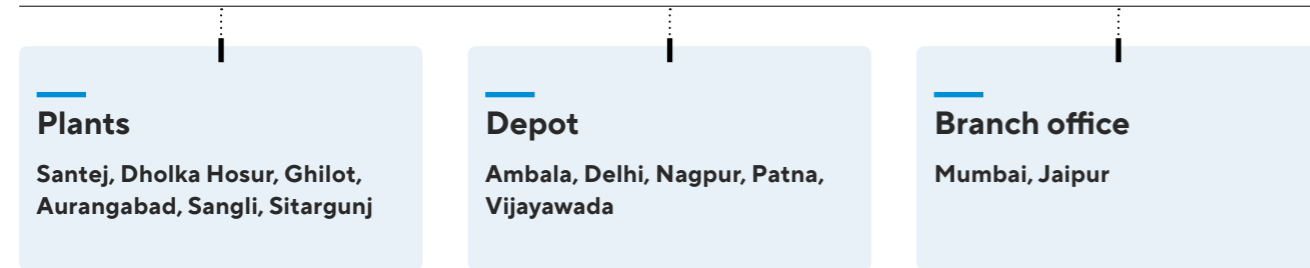 Plants
Santej, Dholka Hosur, Ghilot,
Aurangabad, Sangli, Sitargunj
Depot
Ambala, Delhi, Nagpur, Patna,
Vijayawada
Branch office
Mumbai, Jaipur